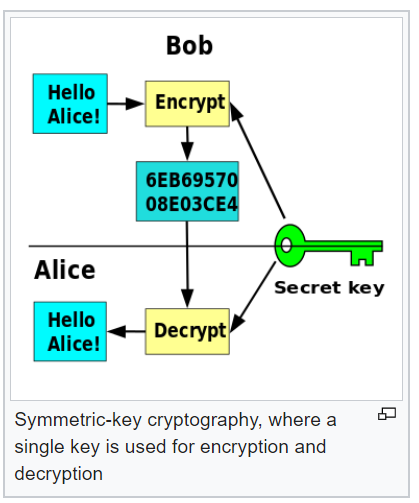 Bob
Hello
Alice!
Encrypt
6EB69570
08E03CE4
Alice
Secret key
Hello
Alice!
Decrypt
Symmetric-key cryptography, where a
single key is used for encryption and
decryption